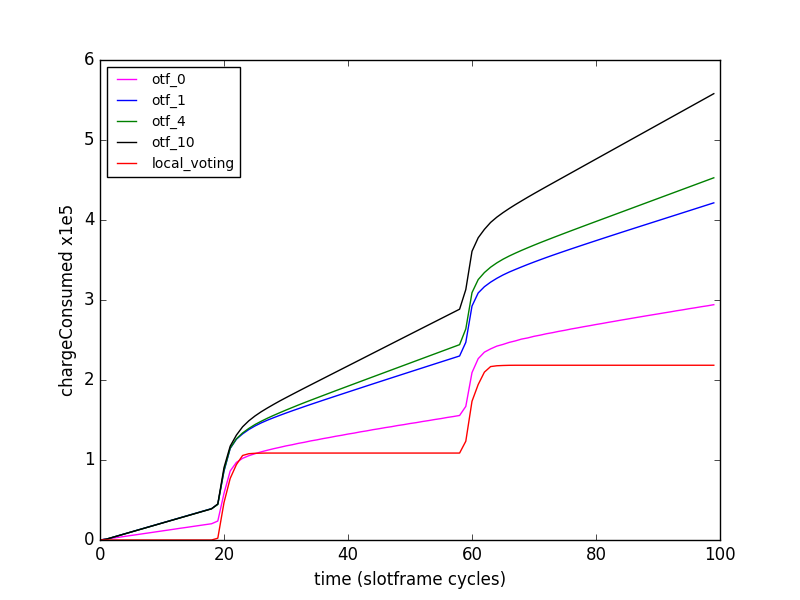 6
5
4
3
2
1
0
chargeConsumed x1e5
otf_0
otf_1
otf_4
otf_10
local_voting
0 20 40 60 80 100
time (slotframe cycles)